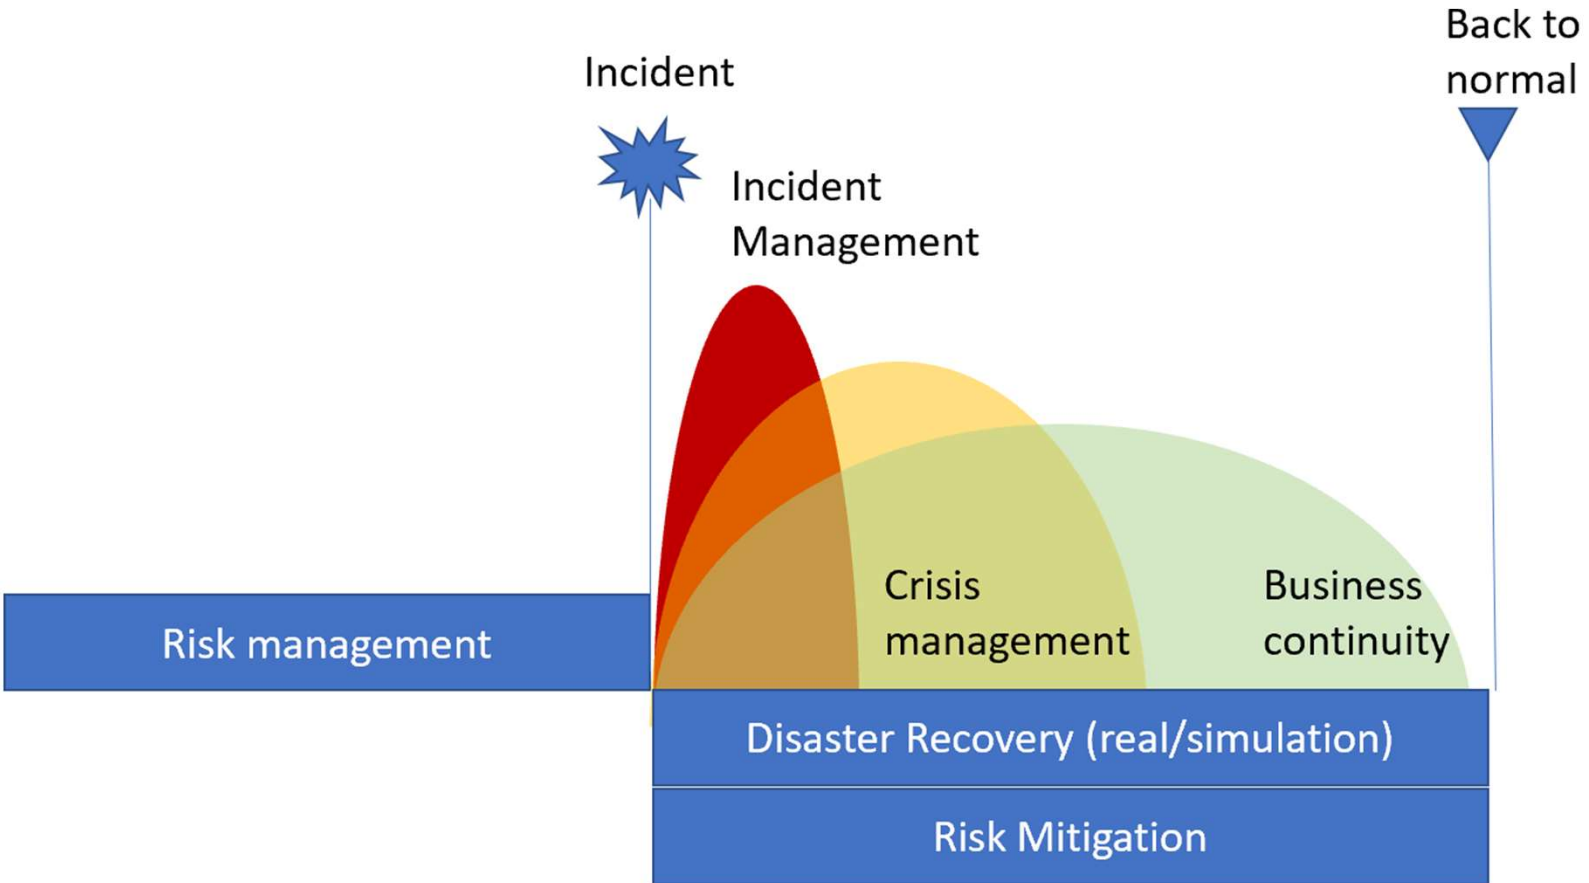 Back to
normal
Incident
Incident
Management
Crisis
management
Business
continuity
Risk management
Disaster Recovery (real/simulation)
Risk Mitigation